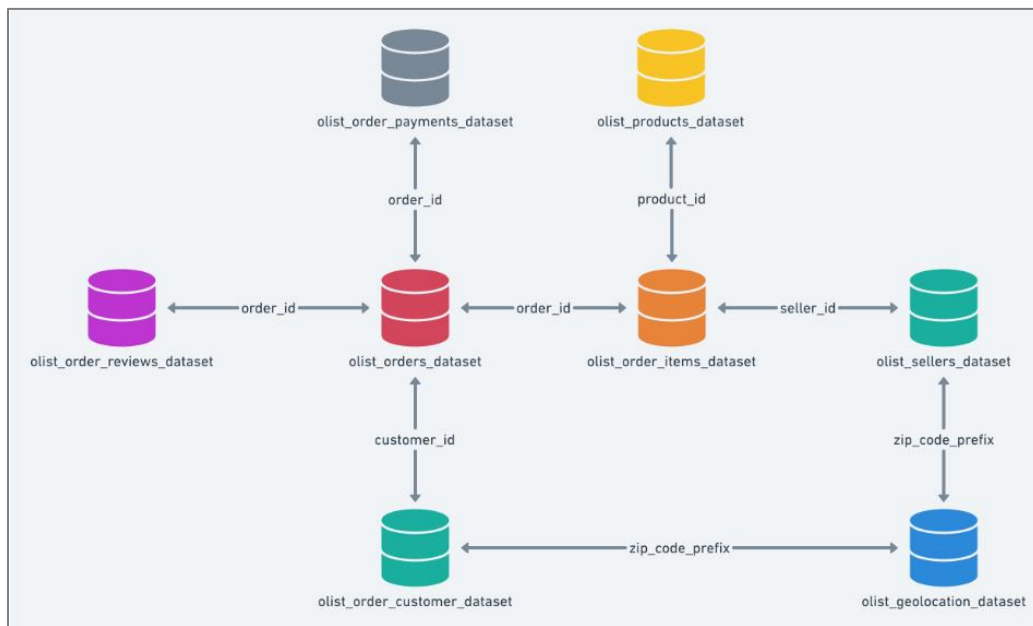 olist_order_payments_dataset
olist_products_dataset
order_id
product_id
order_id
order_id
seller_id
olist_order_reviews_dataset
olist_orders_dataset
olist_order_items_dataset
olist_sellers_dataset
customer_id
zip_code_prefix
zip_code_prefix
olist_order_customer_dataset
olist_geolocation_dataset